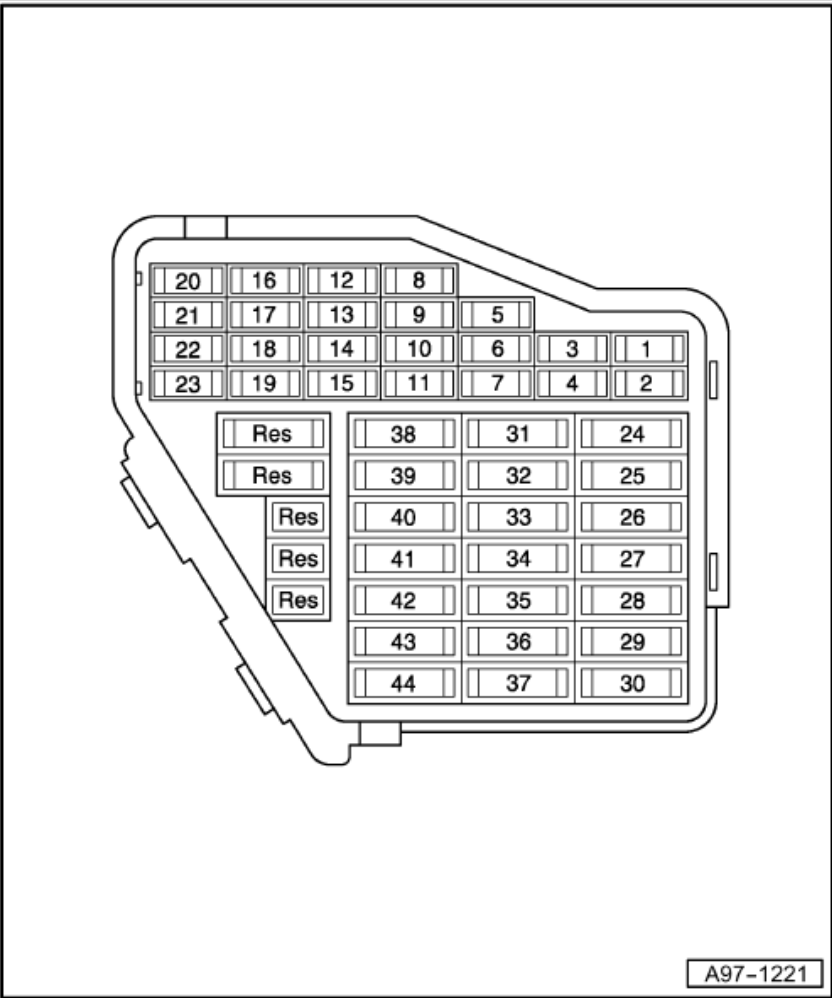 20 16 12 8
21 17 13 9 5
22 18 14 10 6 3 1
23 19 15 11 7 4 2
Res 38 31 24
Res 39 32 25
Res 40 33 26
Res 41 34 27
Res 42 35 28
43 36 29
44 37 30
A97-1221